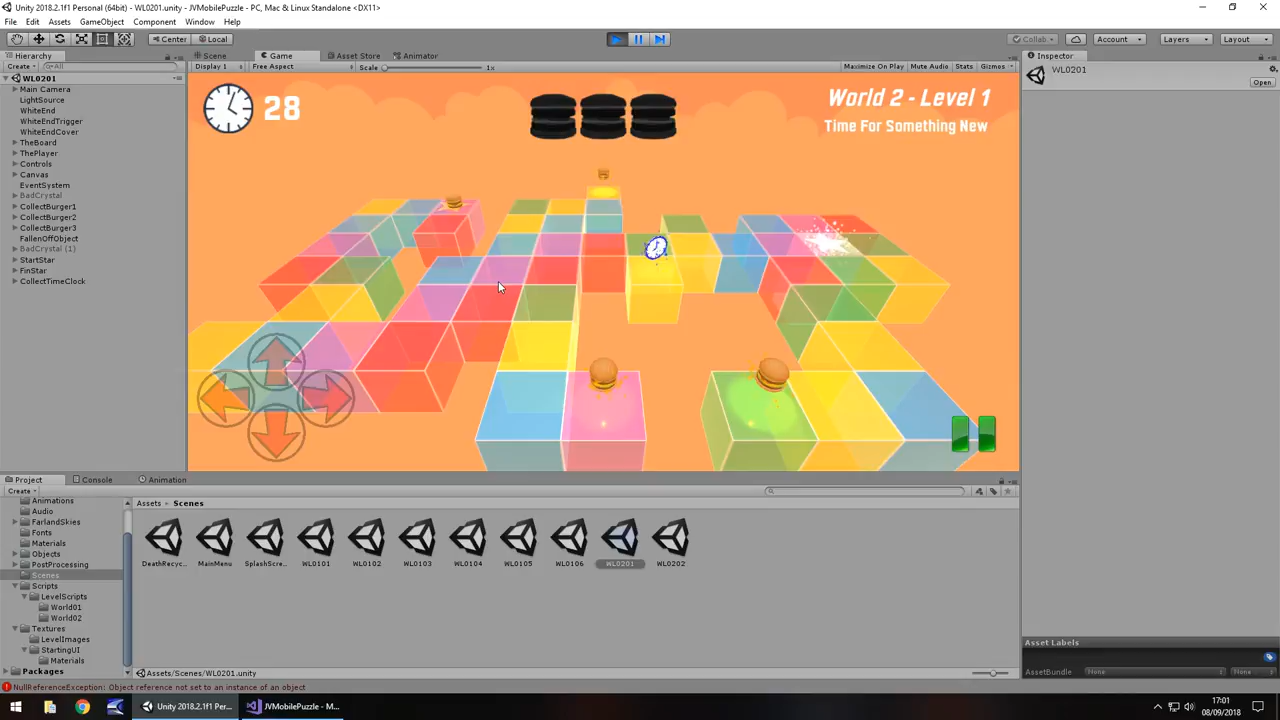 Unity 2018.2.1f1 Personal (64bit) - WL0201.unity - JVMobilePuzzle - PC, Mac & Linux Standalone <DX11>
File Edit Assets GameObject Component Window Help
Center Local Collab Account Layers Layout
Hierarchy Scene Game Asset Store Animator Inspector
Create All Display 1 Free Aspect Scale 1x Maximize On Play Mute Audio Stats Gizmos WL0201
Open
WL0201
Main Camera
LightSource
WhiteEnd
WhiteEndTrigger
WhiteEndCover
TheBoard
ThePlayer
Controls
Canvas
EventSystem
BadCrystal
CollectBurger1
CollectBurger2
CollectBurger3
FallenOffObject
BadCrystal (1)
StartStar
FinStar
CollectTimeClock
28
World 2 - Level 1
Time For Something New
Project Console Animation
Create
Animations
Audio
FarlandSkies
Fonts
Materials
Objects
PostProcessing
Scenes
Scripts
LevelScripts
World01
World02
Textures
LevelImages
StartingUI
Materials
Packages
Assets Scenes
DeathRecyc... MainMenu SplashScre... WL0101 WL0102 WL0103 WL0104 WL0105 WL0106 WL0201 WL0202
Assets/Scenes/WL0201.unity
Asset Labels
AssetBundle None None
NullReferenceException: Object reference not set to an instance of an object
Unity 2018.2.1f1 Per... JVMobilePuzzle - M...
17:01
08/09/2018